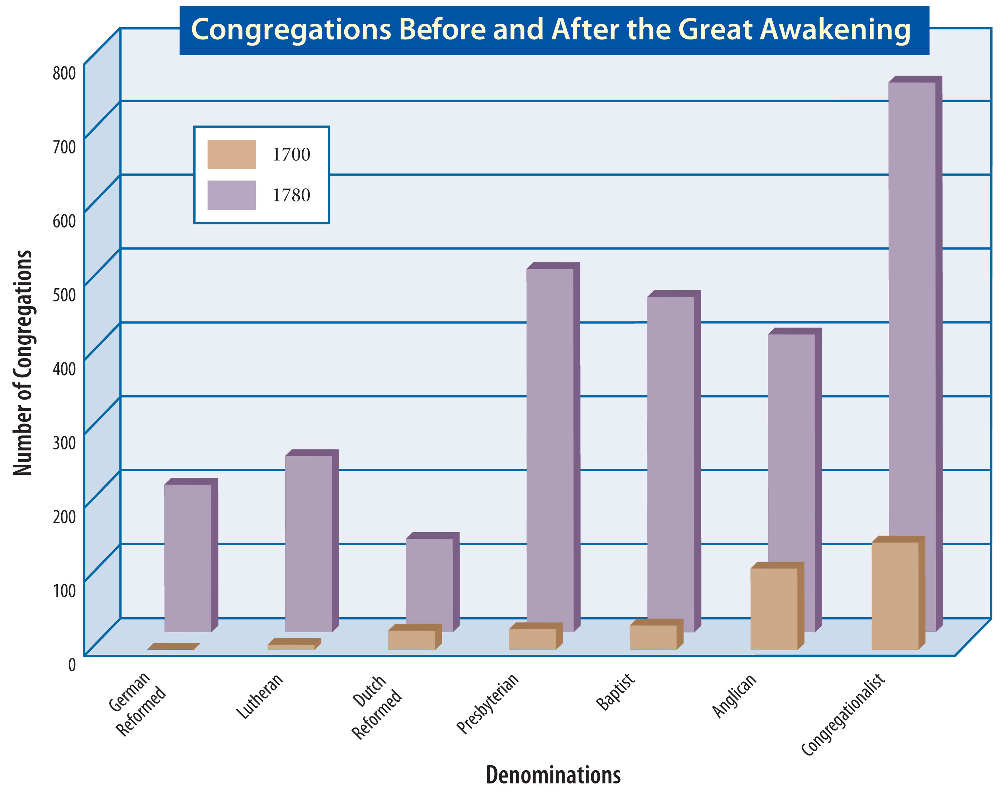 Congregations Before and After the Great Awakening
800
700
600
500
400
300
200
100
0
1700
1780
Number of Congregations
German
Reformed
Lutheran
Dutch
Reformed
Presbyterian
Baptist
Anglican
Congregationalist
Denominations